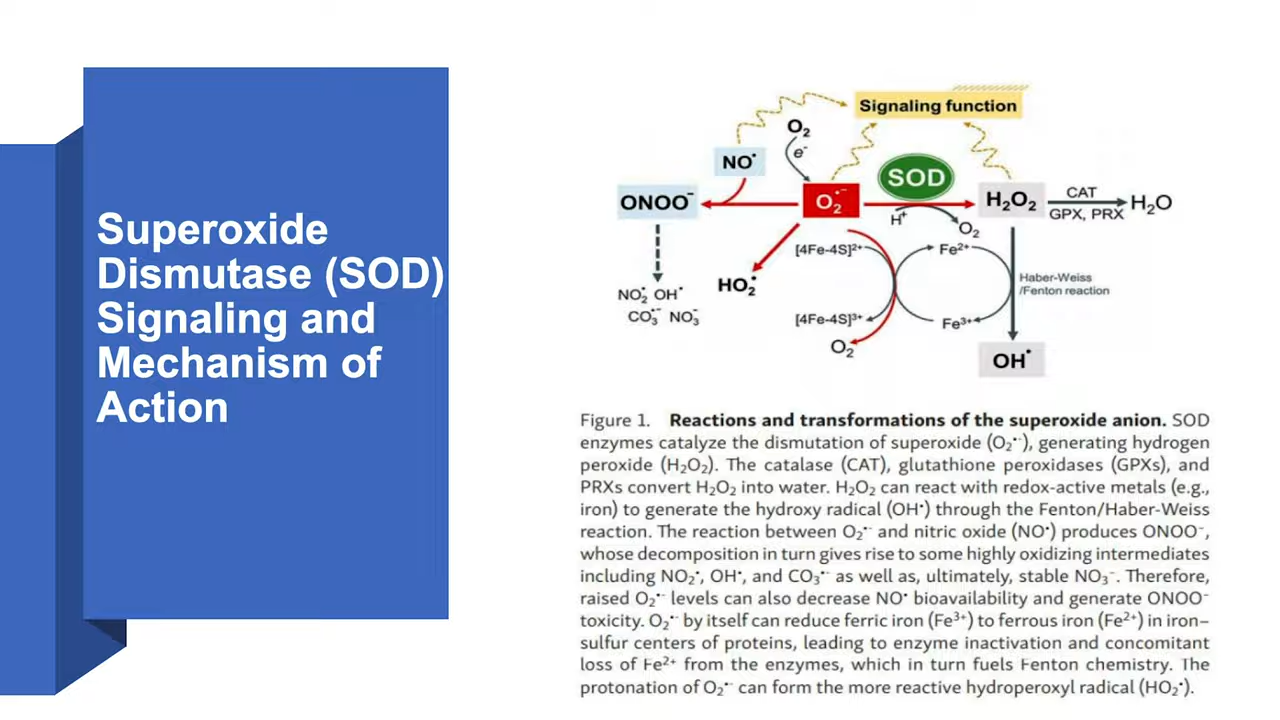 Superoxide
Dismutase (SOD)
Signaling and
Mechanism of
Action
Signaling function
O₂
e⁻
NO•
SOD
ONOO⁻
O₂•⁻
H₂O₂
CAT
GPX, PRX
H₂O
H⁺
O₂
[4Fe-4S]²⁺
Fe²⁺
HO₂•
Haber-Weiss
/Fenton reaction
NO₂• OH•
CO₃•⁻ NO₃⁻
[4Fe-4S]³⁺
Fe³⁺
O₂
OH•
Figure 1. Reactions and transformations of the superoxide anion. SOD
enzymes catalyze the dismutation of superoxide (O₂•⁻), generating hydrogen
peroxide (H₂O₂). The catalase (CAT), glutathione peroxidases (GPXs), and
PRXs convert H₂O₂ into water. H₂O₂ can react with redox-active metals (e.g.,
iron) to generate the hydroxy radical (OH•) through the Fenton/Haber-Weiss
reaction. The reaction between O₂•⁻ and nitric oxide (NO•) produces ONOO⁻,
whose decomposition in turn gives rise to some highly oxidizing intermediates
including NO₂•, OH•, and CO₃•⁻ as well as, ultimately, stable NO₃⁻. Therefore,
raised O₂•⁻ levels can also decrease NO• bioavailability and generate ONOO⁻
toxicity. O₂•⁻ by itself can reduce ferric iron (Fe³⁺) to ferrous iron (Fe²⁺) in iron–
sulfur centers of proteins, leading to enzyme inactivation and concomitant
loss of Fe²⁺ from the enzymes, which in turn fuels Fenton chemistry. The
protonation of O₂•⁻ can form the more reactive hydroperoxyl radical (HO₂•).